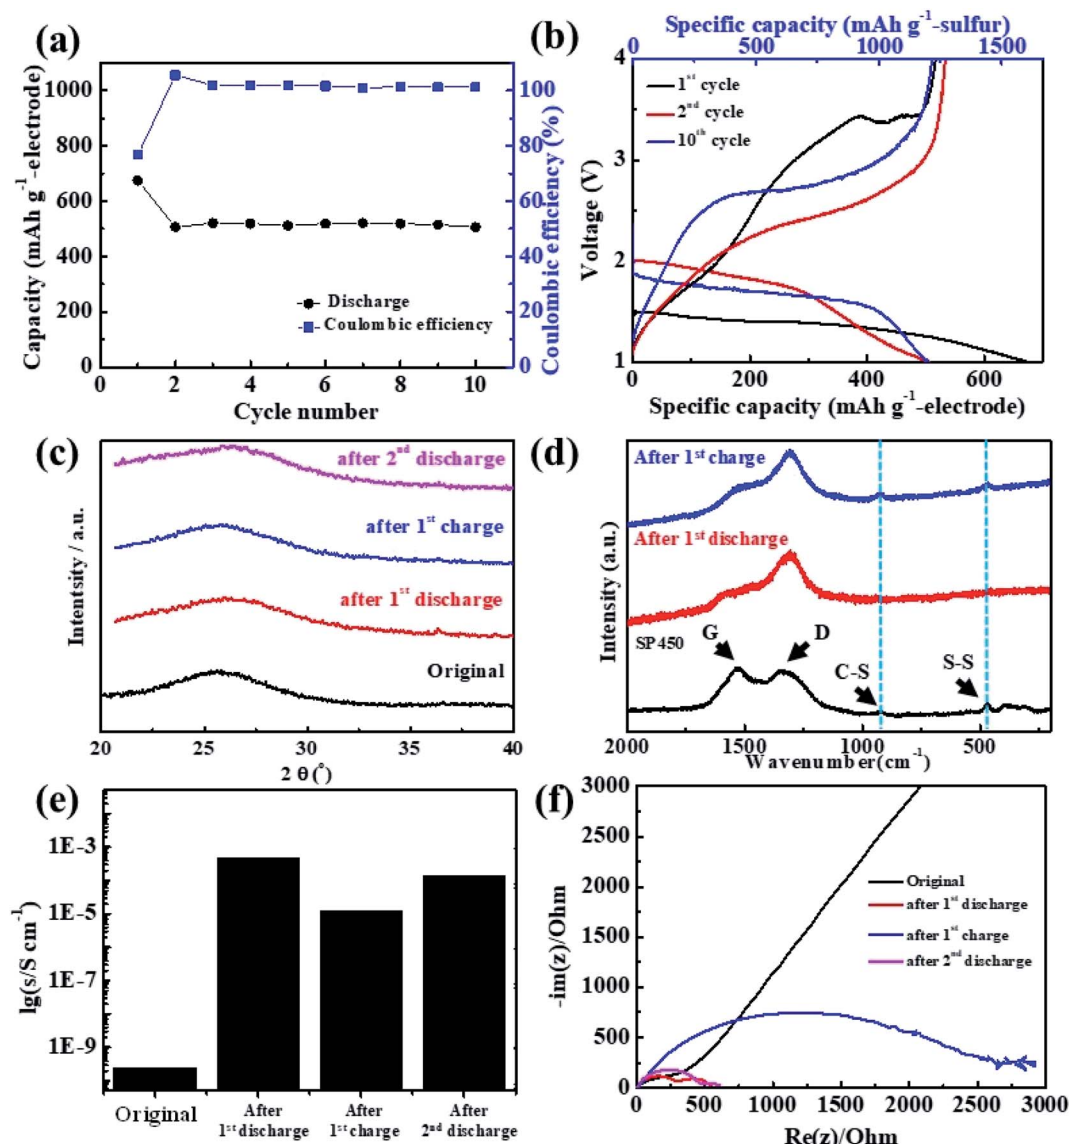 (a)
1000
800
600
400
200
0
Capacity (mAh g-1-electrode)
100
80
60
40
20
0
Coulombic efficiency (%)
Discharge
Coulombic efficiency
0 2 4 6 8 10
Cycle number
(b)
Specific capacity (mAh g-1-sulfur)
0 500 1000 1500
4
3
2
1
Voltage (V)
1st cycle
2nd cycle
10th cycle
0 200 400 600
Specific capacity (mAh g-1-electrode)
(c)
after 2nd discharge
after 1st charge
after 1st discharge
Original
Intentsity / a.u.
20 25 30 35 40
2 θ (°)
(d)
After 1st charge
After 1st discharge
SP450
G
D
C-S
S-S
Intensity (a.u.)
2000 1500 1000 500
Wavenumber(cm-1)
(e)
1E-3
1E-5
1E-7
1E-9
lg(s/S cm-1)
Original
After
1st discharge
After
1st charge
After
2nd discharge
(f)
3000
2500
2000
1500
1000
500
0
-im(z)/Ohm
Original
after 1st discharge
after 1st charge
after 2nd discharge
0 500 1000 1500 2000 2500 3000
Re(z)/Ohm